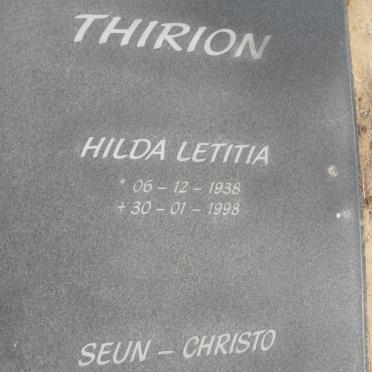 THIRION
HILDA LETITIA
* 06 – 12 – 1938
+ 30 – 01 – 1998
SEUN – CHRISTO